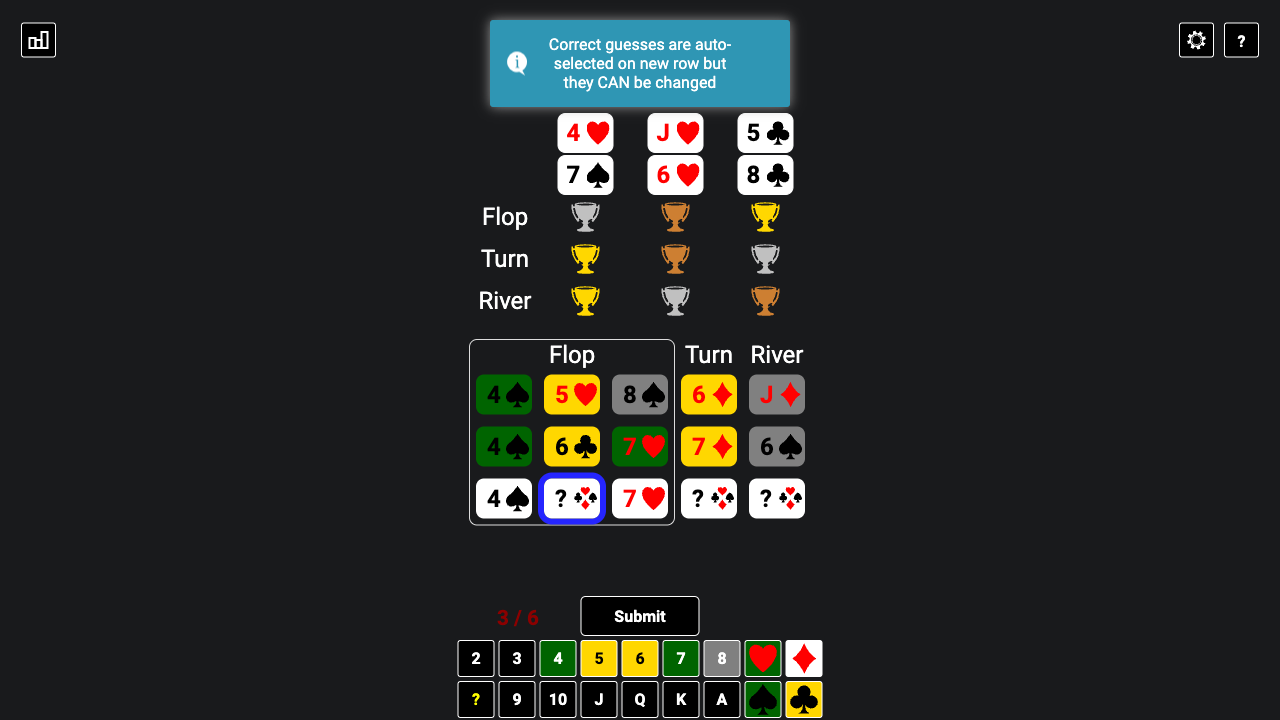 Correct guesses are auto-
selected on new row but
they CAN be changed
?
4 J 5
7 6 8
Flop
Turn
River
Flop Turn River
4 5 8 6 J
4 6 7 7 6
4 ? 7 ? ?
3 / 6 Submit
2 3 4 5 6 7 8
? 9 10 J Q K A